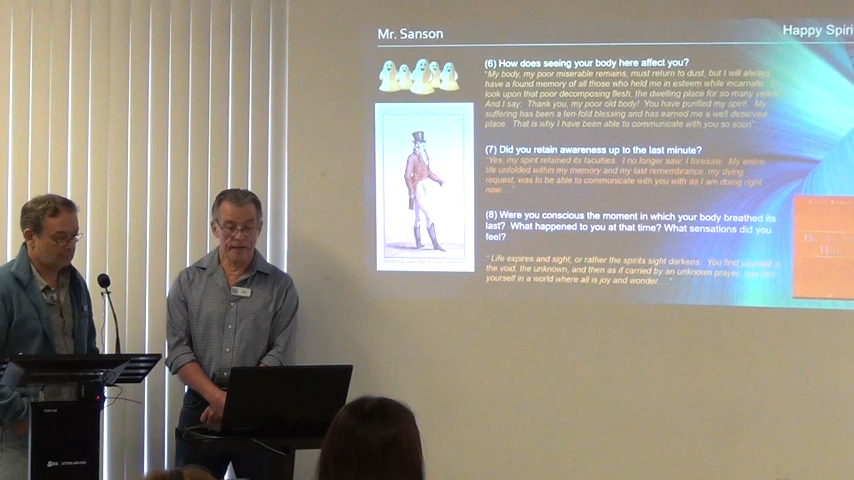 Mr. Sanson
Happy Spiri
(6) How does seeing your body here affect you?
"My body, my poor miserable remains, must return to dust, but I will always
have a found memory of all those who held me in esteem while incarnate. I
look upon that poor decomposing flesh, the dwelling place for so many years
And I say: Thank you, my poor old body! You have purified my spirit. My
suffering has been a ten-fold blessing and has earned me a well deserved
place. That is why I have been able to communicate with you so soon"
(7) Did you retain awareness up to the last minute?
"Yes, my spirit retained its faculties. I no longer saw, I foresaw. My entire
life unfolded within my memory and my last remembrance, my dying
request, was to be able to communicate with you with as I am doing right
now....."
(8) Were you conscious the moment in which your body breathed its
last? What happened to you at that time? What sensations did you
feel?
" Life expires and sight, or rather the spirits sight darkens. You find yourself in
the void, the unknown, and then as if carried by an unknown prayer, you find
yourself in a world where all is joy and wonder. "